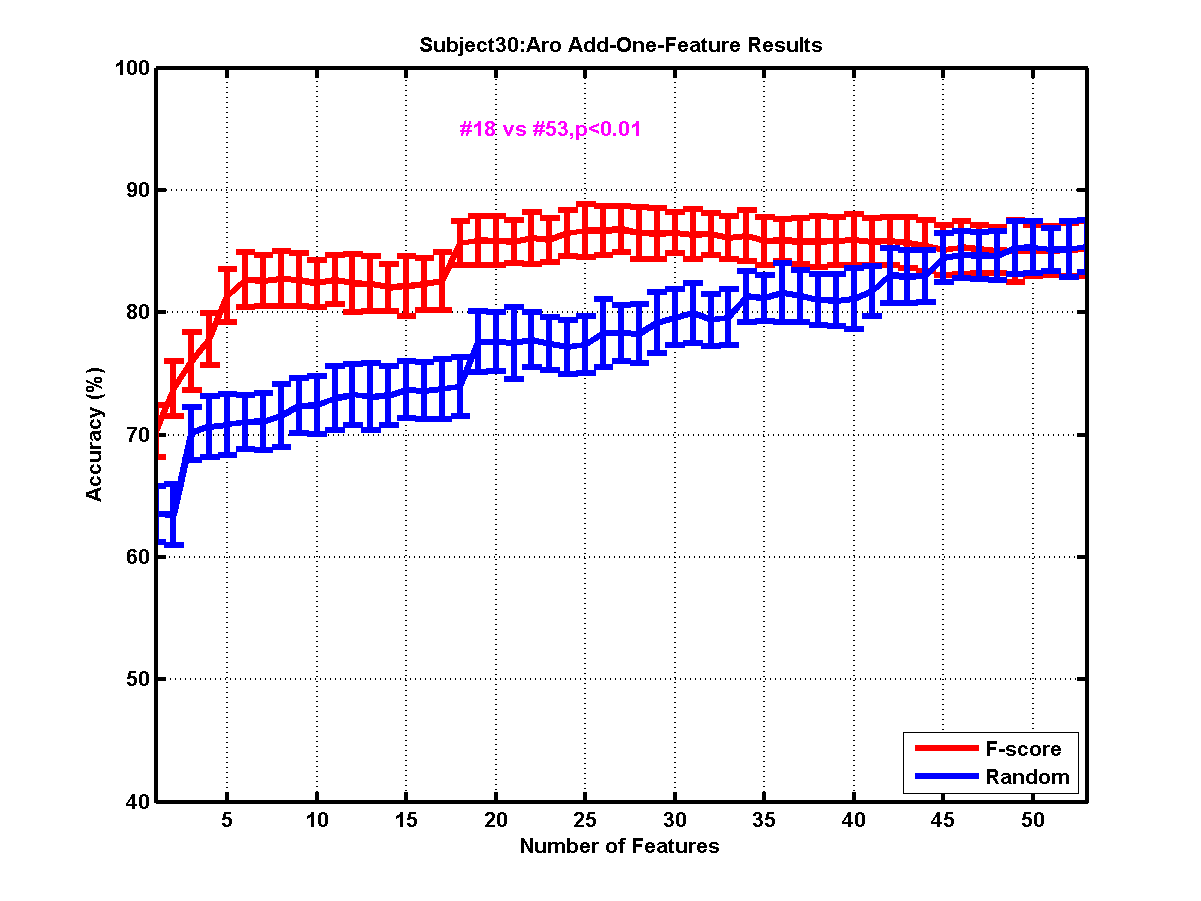 Subject30:Aro Add-One-Feature Results
100
90
80
70
60
50
40
Accuracy (%)
#18 vs #53,p<0.01
F-score
Random
5 10 15 20 25 30 35 40 45 50
Number of Features